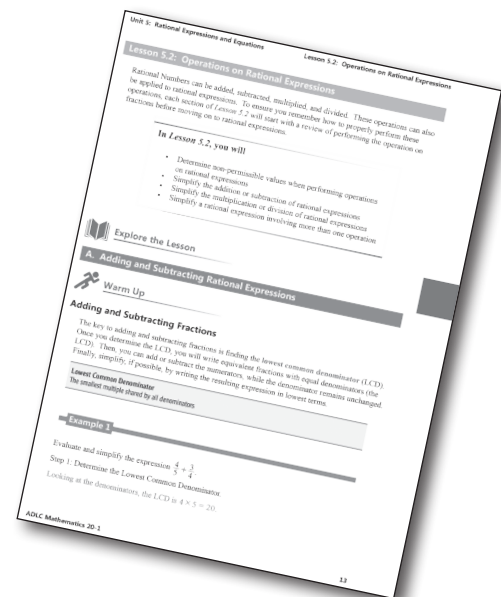 Unit 5: Rational Expressions and Equations
Lesson 5.2: Operations on Rational Expressions
Lesson 5.2: Operations on Rational Expressions
Rational Numbers can be added, subtracted, multiplied, and divided. These operations can also
be applied to rational expressions. To ensure you remember how to properly perform these
operations, each section of Lesson 5.2 will start with a review of performing the operation on
fractions before moving on to rational expressions.
In Lesson 5.2, you will
• Determine non-permissible values when performing operations
on rational expressions
• Simplify the addition or subtraction of rational expressions
• Simplify the multiplication or division of rational expressions
• Simplify a rational expression involving more than one operation
Explore the Lesson
A. Adding and Subtracting Rational Expressions
Warm Up
Adding and Subtracting Fractions
The key to adding and subtracting fractions is finding the lowest common denominator (LCD).
Once you determine the LCD, you will write equivalent fractions with equal denominators (the
LCD). Then, you can add or subtract the numerators, while the denominator remains unchanged.
Finally, simplify, if possible, by writing the resulting expression in lowest terms.
Lowest Common Denominator
The smallest multiple shared by all denominators
Example 1
Evaluate and simplify the expression 4/5 + 3/4.
Step 1: Determine the Lowest Common Denominator.
Looking at the denominators, the LCD is 4 × 5 = 20.
ADLC Mathematics 20-1
13